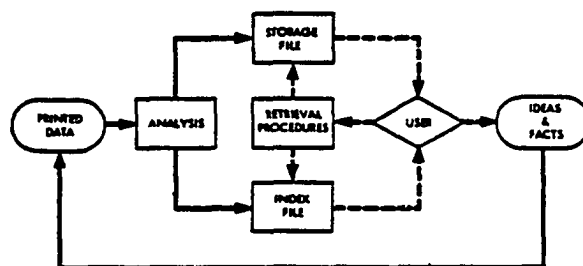 STORAGE
FILE
PRINTED
DATA
ANALYSIS
RETRIEVAL
PROCEDURES
USER
IDEAS
&
FACTS
INDEX
FILE